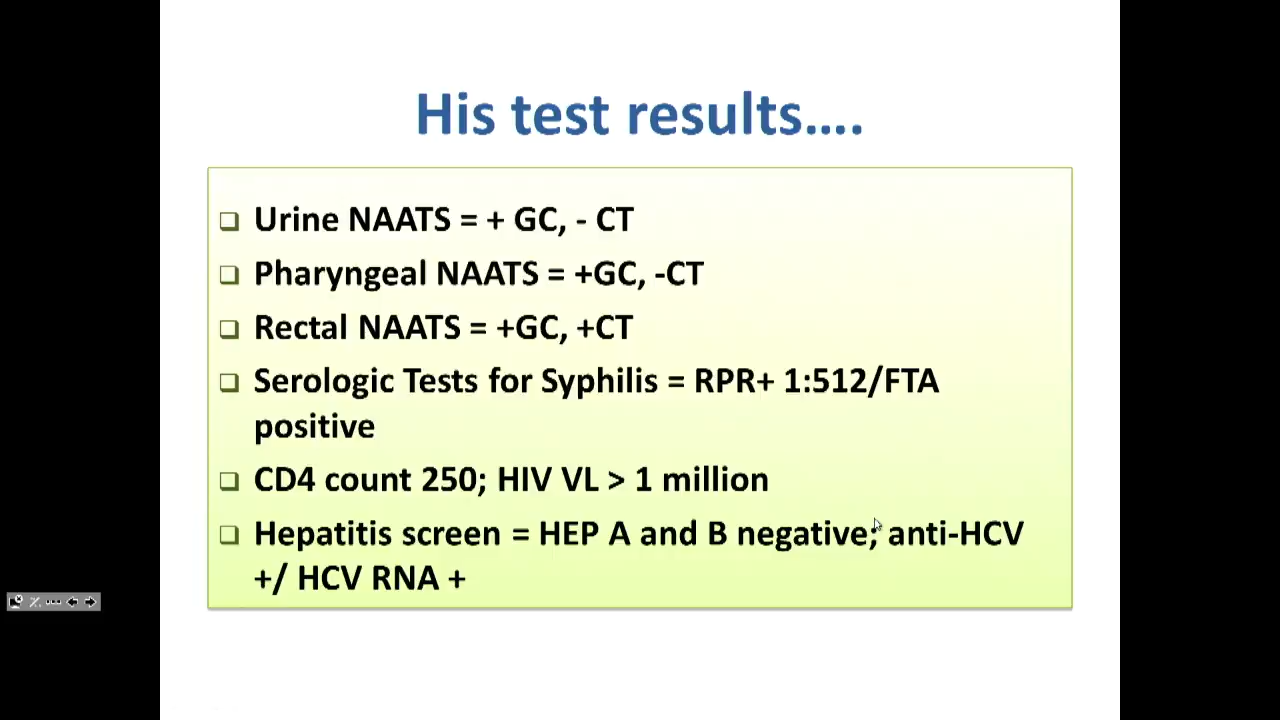 His test results....
Urine NAATS = + GC, - CT
Pharyngeal NAATS = +GC, -CT
Rectal NAATS = +GC, +CT
Serologic Tests for Syphilis = RPR+ 1:512/FTA
positive
CD4 count 250; HIV VL > 1 million
Hepatitis screen = HEP A and B negative; anti-HCV
+/ HCV RNA +